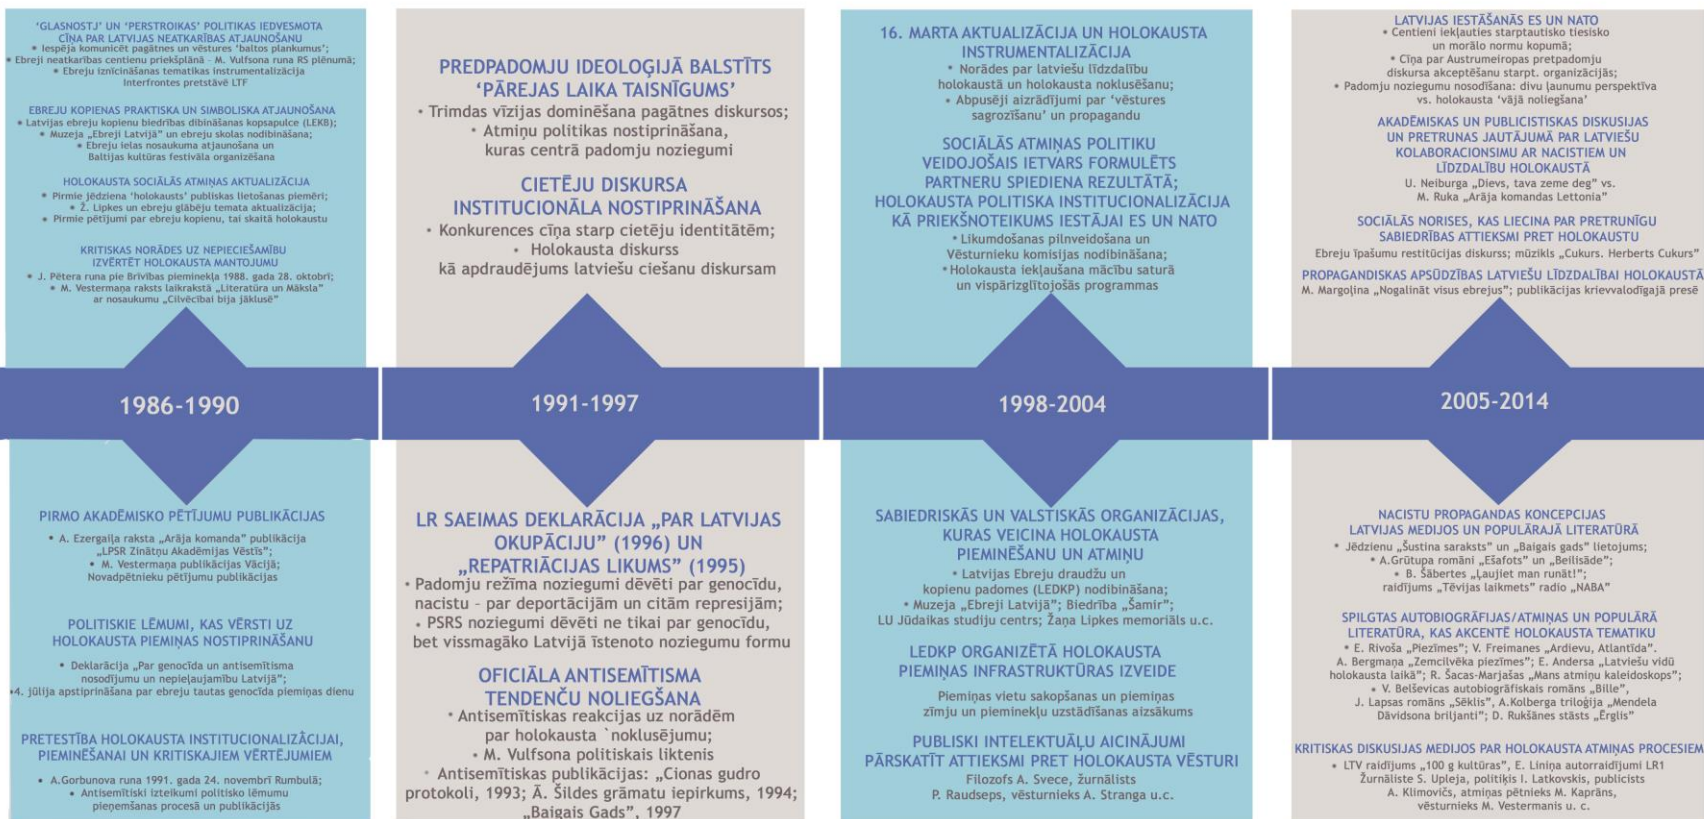 'GLASNOSTJ' UN 'PERSTROIKAS' POLITIKAS IEDVESMOTA
CĪŅA PAR LATVIJAS NEATKARĪBAS ATJAUNOŠANU
* Iespēja komunicēt pagātnes un vēstures 'baltos plankumus';
* Ebreji neatkarības centienu priekšplānā - M. Vulfsona runa RS plēnumā;
* Ebreju iznīcināšanas tematikas instrumentalizācija
Interfrontes pretstāvē LTF
EBREJU KOPIENAS PRAKTISKA UN SIMBOLISKA ATJAUNOŠANA
* Latvijas ebreju kopienu biedrības dibināšanas kopsapulce (LEKB);
* Muzeja „Ebreji Latvijā" un ebreju skolas nodibināšana;
* Ebreju ielas nosaukuma atjaunošana un
Baltijas kultūras festivāla organizēšana
HOLOKAUSTA SOCIĀLĀS ATMIŅAS AKTUALIZĀCIJA
* Pirmie jēdziena 'holokausts' publiskas lietošanas piemēri;
* Ž. Lipkes un ebreju glābēju temata aktualizācija;
* Pirmie pētījumi par ebreju kopienu, tai skaitā holokaustu
KRITISKAS NORĀDES UZ NEPIECIEŠAMĪBU
IZVĒRTĒT HOLOKAUSTA MANTOJUMU
* J. Pētera runa pie Brīvības pieminekļa 1988. gada 28. oktobrī;
* M. Vestermaņa raksts laikrakstā „Literatūra un Māksla"
ar nosaukumu „Cilvēcībai bija jāklusē"
1986-1990
PIRMO AKADĒMISKO PĒTĪJUMU PUBLIKĀCIJAS
* A. Ezergaiļa raksta „Arāja komanda" publikācija
„LPSR Zinātņu Akadēmijas Vēstīs";
* M. Vestermaņa publikācijas Vācijā;
Novadpētnieku pētījumu publikācijas
POLITISKIE LĒMUMI, KAS VĒRSTI UZ
HOLOKAUSTA PIEMIŅAS NOSTIPRINĀŠANU
* Deklarācija „Par genocīda un antisemītisma
nosodījumu un nepieļaujamību Latvijā";
*4. jūlija apstiprināšana par ebreju tautas genocīda piemiņas dienu
PRETESTĪBA HOLOKAUSTA INSTITUCIONALIZĀCIJAI,
PIEMINĒŠANAI UN KRITISKAJIEM VĒRTĒJUMIEM
* A.Gorbunova runa 1991. gada 24. novembrī Rumbulā;
* Antisemītiski izteikumi politisko lēmumu
pieņemšanas procesā un publikācijās
PREDPADOMJU IDEOLOĢIJĀ BALSTĪTS
'PĀREJAS LAIKA TAISNĪGUMS'
* Trimdas vīzijas dominēšana pagātnes diskursos;
* Atmiņu politikas nostiprināšana,
kuras centrā padomju noziegumi
CIETĒJU DISKURSA
INSTITUCIONĀLA NOSTIPRINĀŠANA
* Konkurences cīņa starp cietēju identitātēm;
* Holokausta diskurss
kā apdraudējums latviešu ciešanu diskursam
1991-1997
LR SAEIMAS DEKLARĀCIJA „PAR LATVIJAS
OKUPĀCIJU" (1996) UN
„REPATRIĀCIJAS LIKUMS" (1995)
* Padomju režīma noziegumi dēvēti par genocīdu,
nacistu - par deportācijām un citām represijām;
* PSRS noziegumi dēvēti ne tikai par genocīdu,
bet vissmagāko Latvijā īstenoto noziegumu formu
OFICIĀLA ANTISEMĪTISMA
TENDENČU NOLIEGŠANA
* Antisemītiskas reakcijas uz norādēm
par holokausta `noklusējumu;
* M. Vulfsona politiskais liktenis
* Antisemītiskas publikācijas: „Cionas gudro
protokoli, 1993; Ā. Šildes grāmatu iepirkums, 1994;
„Baigais Gads", 1997
16. MARTA AKTUALIZĀCIJA UN HOLOKAUSTA
INSTRUMENTALIZĀCIJA
* Norādes par latviešu līdzdalību
holokaustā un holokausta noklusēšanu;
* Abpusēji aizrādījumi par 'vēstures
sagrozīšanu' un propagandu
SOCIĀLĀS ATMIŅAS POLITIKU
VEIDOJOŠAIS IETVARS FORMULĒTS
PARTNERU SPIEDIENA REZULTĀTĀ;
HOLOKAUSTA POLITISKA INSTITUCIONALIZĀCIJA
KĀ PRIEKŠNOTEIKUMS IESTĀJAI ES UN NATO
* Likumdošanas pilnveidošana un
Vēsturnieku komisijas nodibināšana;
* Holokausta iekļaušana mācību saturā
un vispārizglītojošās programmas
1998-2004
SABIEDRISKĀS UN VALSTISKĀS ORGANIZĀCIJAS,
KURAS VEICINA HOLOKAUSTA
PIEMINĒŠANU UN ATMIŅU
* Latvijas Ebreju draudžu un
kopienu padomes (LEDKP) nodibināšana;
* Muzeja „Ebreji Latvijā"; Biedrība „Šamir";
LU Jūdaikas studiju centrs; Žaņa Lipkes memoriāls u.c.
LEDKP ORGANIZĒTĀ HOLOKAUSTA
PIEMIŅAS INFRASTRUKTŪRAS IZVEIDE
Piemiņas vietu sakopšanas un piemiņas
zīmju un pieminekļu uzstādīšanas aizsākums
PUBLISKI INTELEKTUĀĻU AICINĀJUMI
PĀRSKATĪT ATTIEKSMI PRET HOLOKAUSTA VĒSTURI
Filozofs A. Svece, žurnālists
P. Raudseps, vēsturnieks A. Stranga u.c.
LATVIJAS IESTĀŠANĀS ES UN NATO
* Centieni iekļauties starptautisko tiesisko
un morālo normu kopumā;
* Cīņa par Austrumeiropas pretpadomju
diskursa akceptēšanu starpt. organizācijās;
* Padomju noziegumu nosodīšana: divu ļaunumu perspektīva
vs. holokausta 'vājā noliegšana'
AKADĒMISKAS UN PUBLICISTISKAS DISKUSIJAS
UN PRETRUNAS JAUTĀJUMĀ PAR LATVIEŠU
KOLABORACIONSIMU AR NACISTIEM UN
LĪDZDALĪBU HOLOKAUSTĀ
U. Neiburga „Dievs, tava zeme deg" vs.
M. Ruka „Arāja komandas Lettonia"
SOCIĀLĀS NORISES, KAS LIECINA PAR PRETRUNĪGU
SABIEDRĪBAS ATTIEKSMI PRET HOLOKAUSTU
Ebreju īpašumu restitūcijas diskurss; mūzikls „Cukurs. Herberts Cukurs"
PROPAGANDISKAS APSŪDZĪBAS LATVIEŠU LĪDZDALĪBAI HOLOKAUSTĀ
M. Margoļina „Nogalināt visus ebrejus"; publikācijas krievvalodīgajā presē
2005-2014
NACISTU PROPAGANDAS KONCEPCIJAS
LATVIJAS MEDIJOS UN POPULĀRAJĀ LITERATŪRĀ
* Jēdzienu „Šustina saraksts" un „Baigais gads" lietojums;
* A.Grūtupa romāni „Ešafots" un „Beilisāde";
* B. Šābertes „Ļaujiet man runāt!";
raidījums „Tēvijas laikmets" radio „NABA"
SPILGTAS AUTOBIOGRĀFIJAS/ATMIŅAS UN POPULĀRĀ
LITERATŪRA, KAS AKCENTĒ HOLOKAUSTA TEMATIKU
* E. Rivoša „Piezīmes"; V. Freimanes „Ardievu, Atlantīda".
A. Bergmaņa „Zemcilvēka piezīmes"; E. Andersa „Latviešu vidū
holokausta laikā"; R. Šacas-Marjašas „Mans atmiņu kaleidoskops";
* V. Belševicas autobiogrāfiskais romāns „Bille",
J. Lapsas romāns „Sēklis", A.Kolberga triloģija „Mendela
Dāvidsona briljanti"; D. Rukšānes stāsts „Ērglis"
KRITISKAS DISKUSIJAS MEDIJOS PAR HOLOKAUSTA ATMIŅAS PROCESIEM
* LTV raidījums „100 g kultūras", E. Liniņa autorraidījumi LR1
Žurnāliste S. Upleja, politiķis I. Latkovskis, publicists
A. Klimovičs, atmiņas pētnieks M. Kaprāns,
vēsturnieks M. Vestermanis u. c.